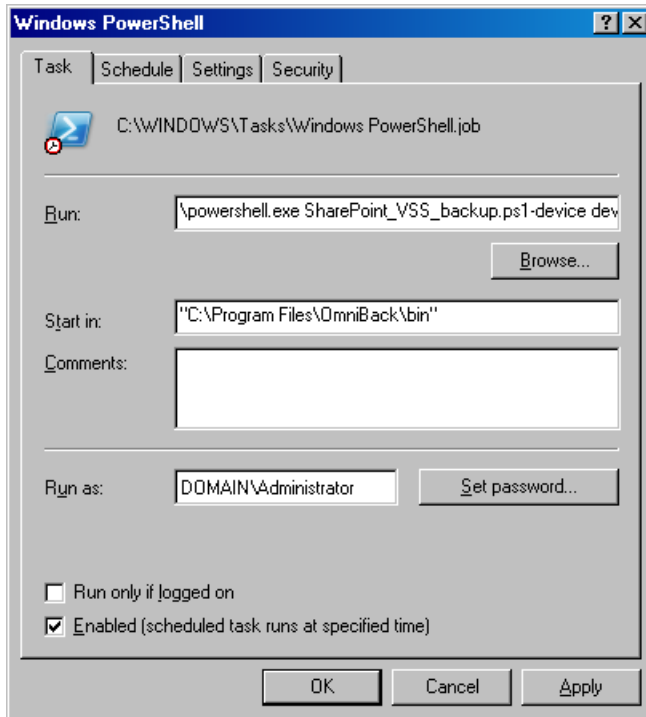 Windows PowerShell
Task Schedule Settings Security
C:\WINDOWS\Tasks\Windows PowerShell.job
Run: \powershell.exe SharePoint_VSS_backup.ps1-device dev
Browse...
Start in: "C:\Program Files\OmniBack\bin"
Comments:
Run as: DOMAIN\Administrator Set password...
Run only if logged on
Enabled (scheduled task runs at specified time)
OK Cancel Apply